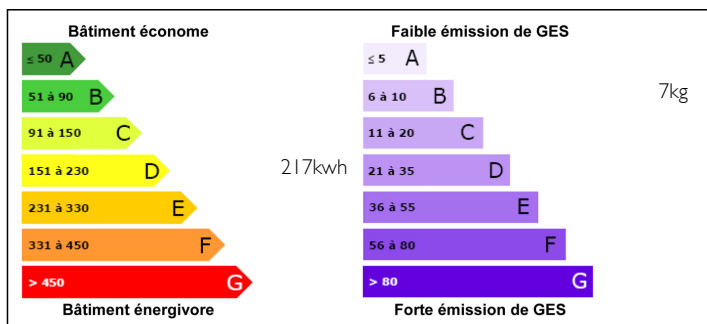 Bâtiment économe
≤ 50 A
51 à 90 B
91 à 150 C
151 à 230 D
217kwh
231 à 330 E
331 à 450 F
> 450 G
Bâtiment énergivore
Faible émission de GES
≤ 5 A
6 à 10 B
7kg
11 à 20 C
21 à 35 D
36 à 55 E
56 à 80 F
> 80 G
Forte émission de GES